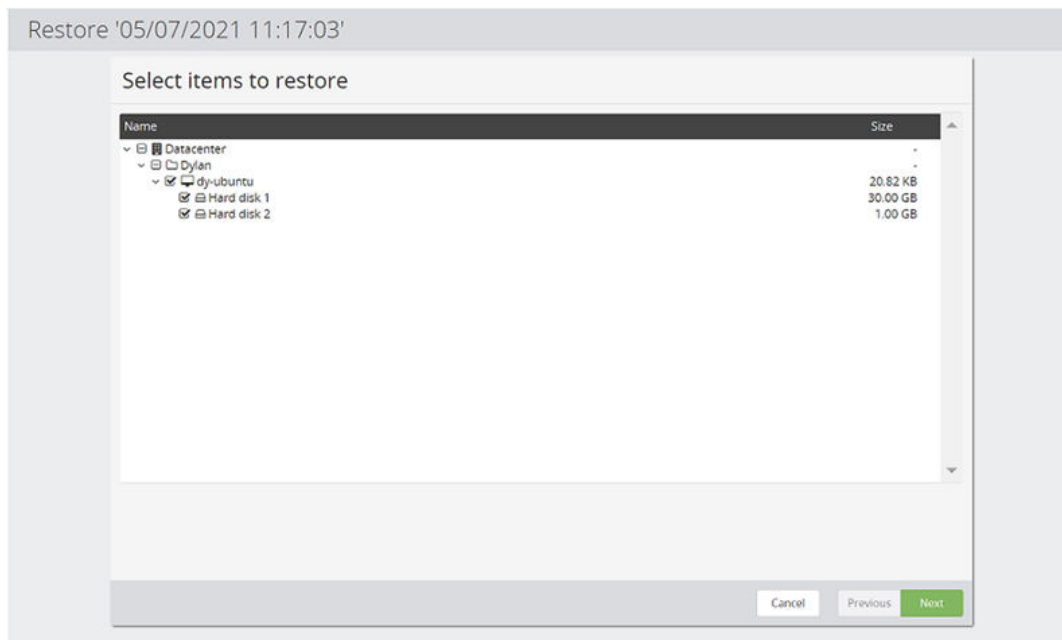 Restore '05/07/2021 11:17:03'
Select items to restore
Name Size
Datacenter -
Dylan -
dy-ubuntu 20.82 KB
Hard disk 1 30.00 GB
Hard disk 2 1.00 GB
Cancel Previous Next